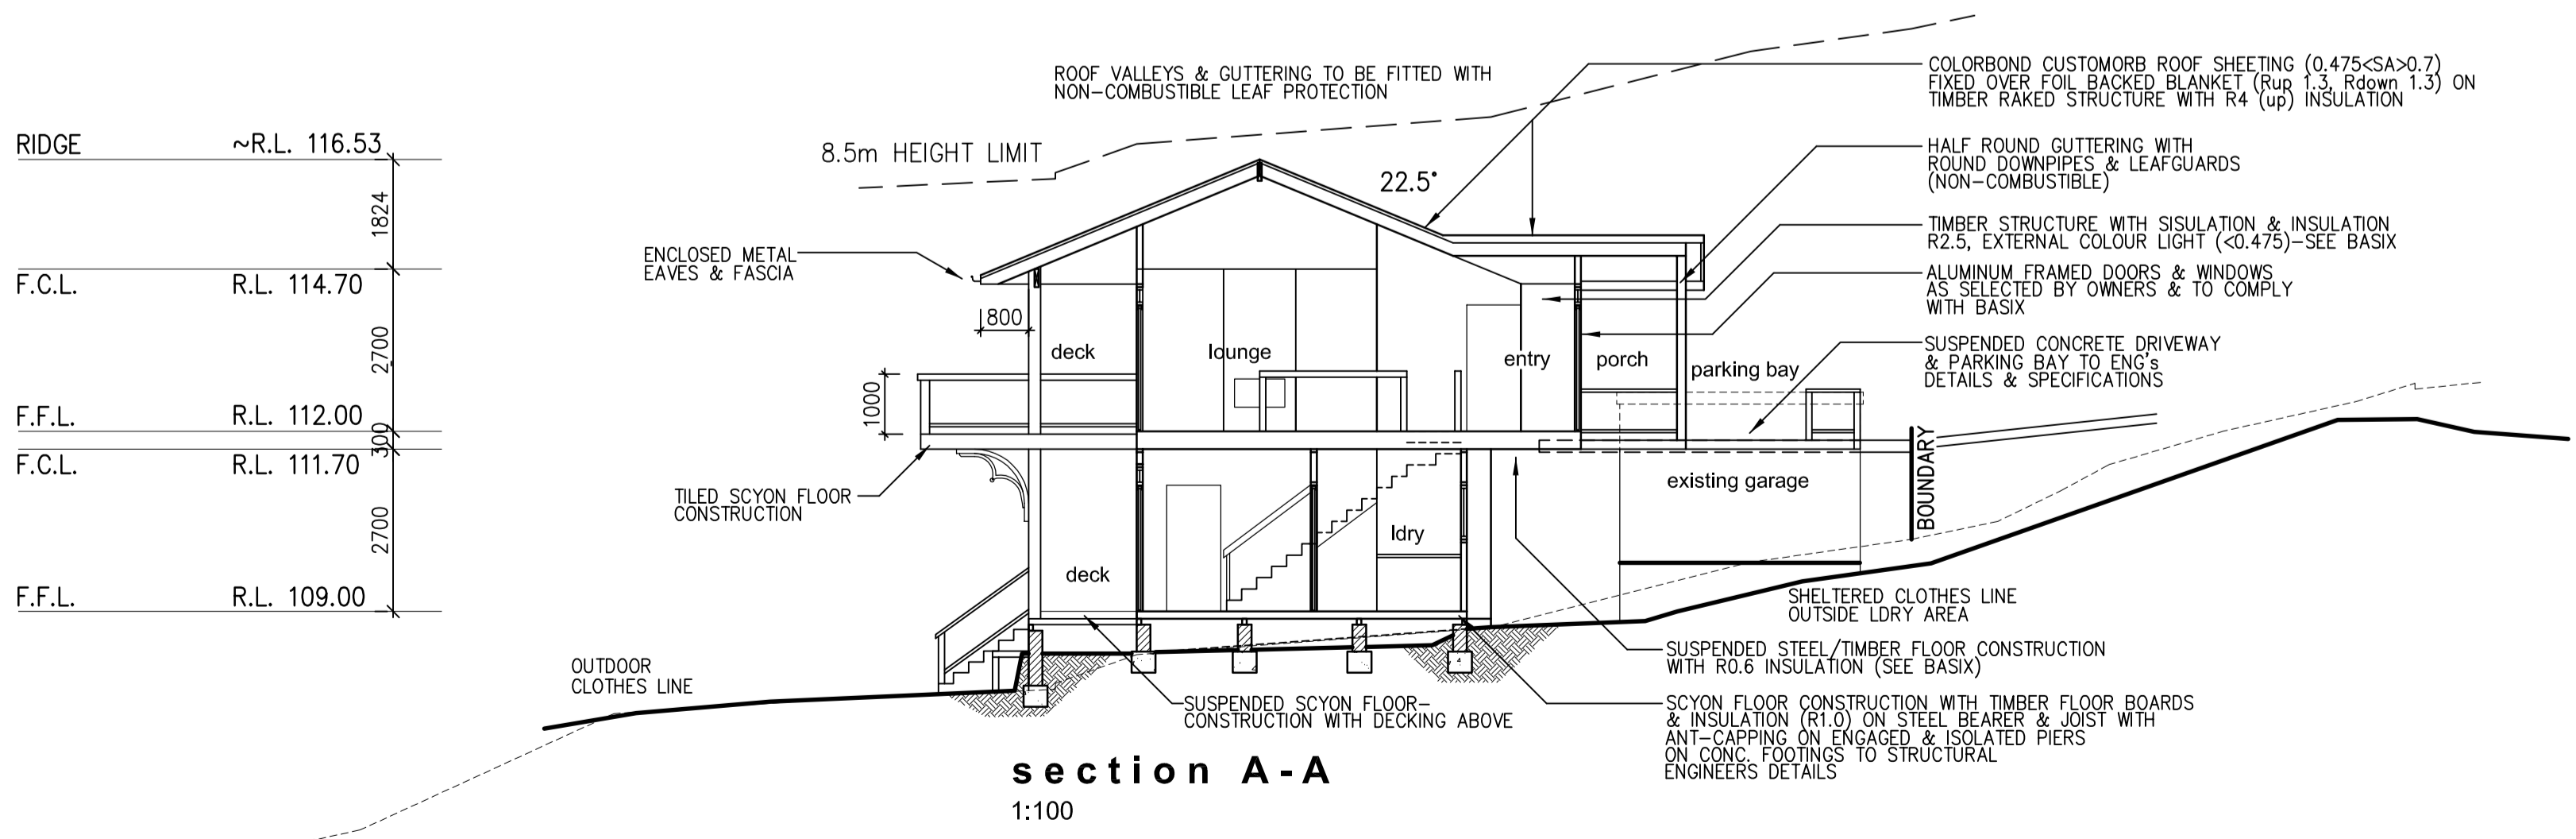 RIDGE ~R.L. 116.53
1824
F.C.L. R.L. 114.70
2700
F.F.L. R.L. 112.00
300
F.C.L. R.L. 111.70
2700
F.F.L. R.L. 109.00
ROOF VALLEYS & GUTTERING TO BE FITTED WITH
NON-COMBUSTIBLE LEAF PROTECTION
8.5m HEIGHT LIMIT
22.5°
ENCLOSED METAL
EAVES & FASCIA
800
1000
deck
lounge
entry
porch
parking bay
TILED SCYON FLOOR
CONSTRUCTION
existing garage
BOUNDARY
ldry
deck
OUTDOOR
CLOTHES LINE
SUSPENDED SCYON FLOOR-
CONSTRUCTION WITH DECKING ABOVE
COLORBOND CUSTOMORB ROOF SHEETING (0.475<SA>0.7)
FIXED OVER FOIL BACKED BLANKET (Rup 1.3, Rdown 1.3) ON
TIMBER RAKED STRUCTURE WITH R4 (up) INSULATION
HALF ROUND GUTTERING WITH
ROUND DOWNPIPES & LEAFGUARDS
(NON-COMBUSTIBLE)
TIMBER STRUCTURE WITH SISULATION & INSULATION
R2.5, EXTERNAL COLOUR LIGHT (<0.475)-SEE BASIX
ALUMINUM FRAMED DOORS & WINDOWS
AS SELECTED BY OWNERS & TO COMPLY
WITH BASIX
SUSPENDED CONCRETE DRIVEWAY
& PARKING BAY TO ENG's
DETAILS & SPECIFICATIONS
SHELTERED CLOTHES LINE
OUTSIDE LDRY AREA
SUSPENDED STEEL/TIMBER FLOOR CONSTRUCTION
WITH R0.6 INSULATION (SEE BASIX)
SCYON FLOOR CONSTRUCTION WITH TIMBER FLOOR BOARDS
& INSULATION (R1.0) ON STEEL BEARER & JOIST WITH
ANT-CAPPING ON ENGAGED & ISOLATED PIERS
ON CONC. FOOTINGS TO STRUCTURAL
ENGINEERS DETAILS
section A-A
1:100